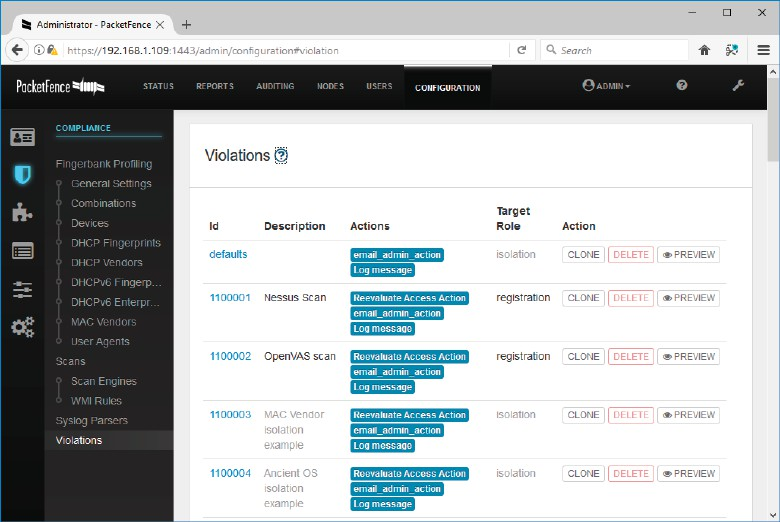 Administrator - PacketFence
https://192.168.1.109:1443/admin/configuration#violation
Search
PacketFence
STATUS REPORTS AUDITING NODES USERS CONFIGURATION ADMIN
COMPLIANCE
Fingerbank Profiling
General Settings
Combinations
Devices
DHCP Fingerprints
DHCP Vendors
DHCPv6 Fingerp...
DHCPv6 Enterpr...
MAC Vendors
User Agents
Scans
Scan Engines
WMI Rules
Syslog Parsers
Violations
Violations ?
Id Description Actions Target Role Action
defaults email_admin_action isolation CLONE DELETE PREVIEW
Log message
1100001 Nessus Scan Reevaluate Access Action registration CLONE DELETE PREVIEW
email_admin_action
Log message
1100002 OpenVAS scan Reevaluate Access Action registration CLONE DELETE PREVIEW
email_admin_action
Log message
1100003 MAC Vendor Reevaluate Access Action isolation CLONE DELETE PREVIEW
isolation email_admin_action
example Log message
1100004 Ancient OS Reevaluate Access Action isolation CLONE DELETE PREVIEW
isolation email_admin_action
example Log message